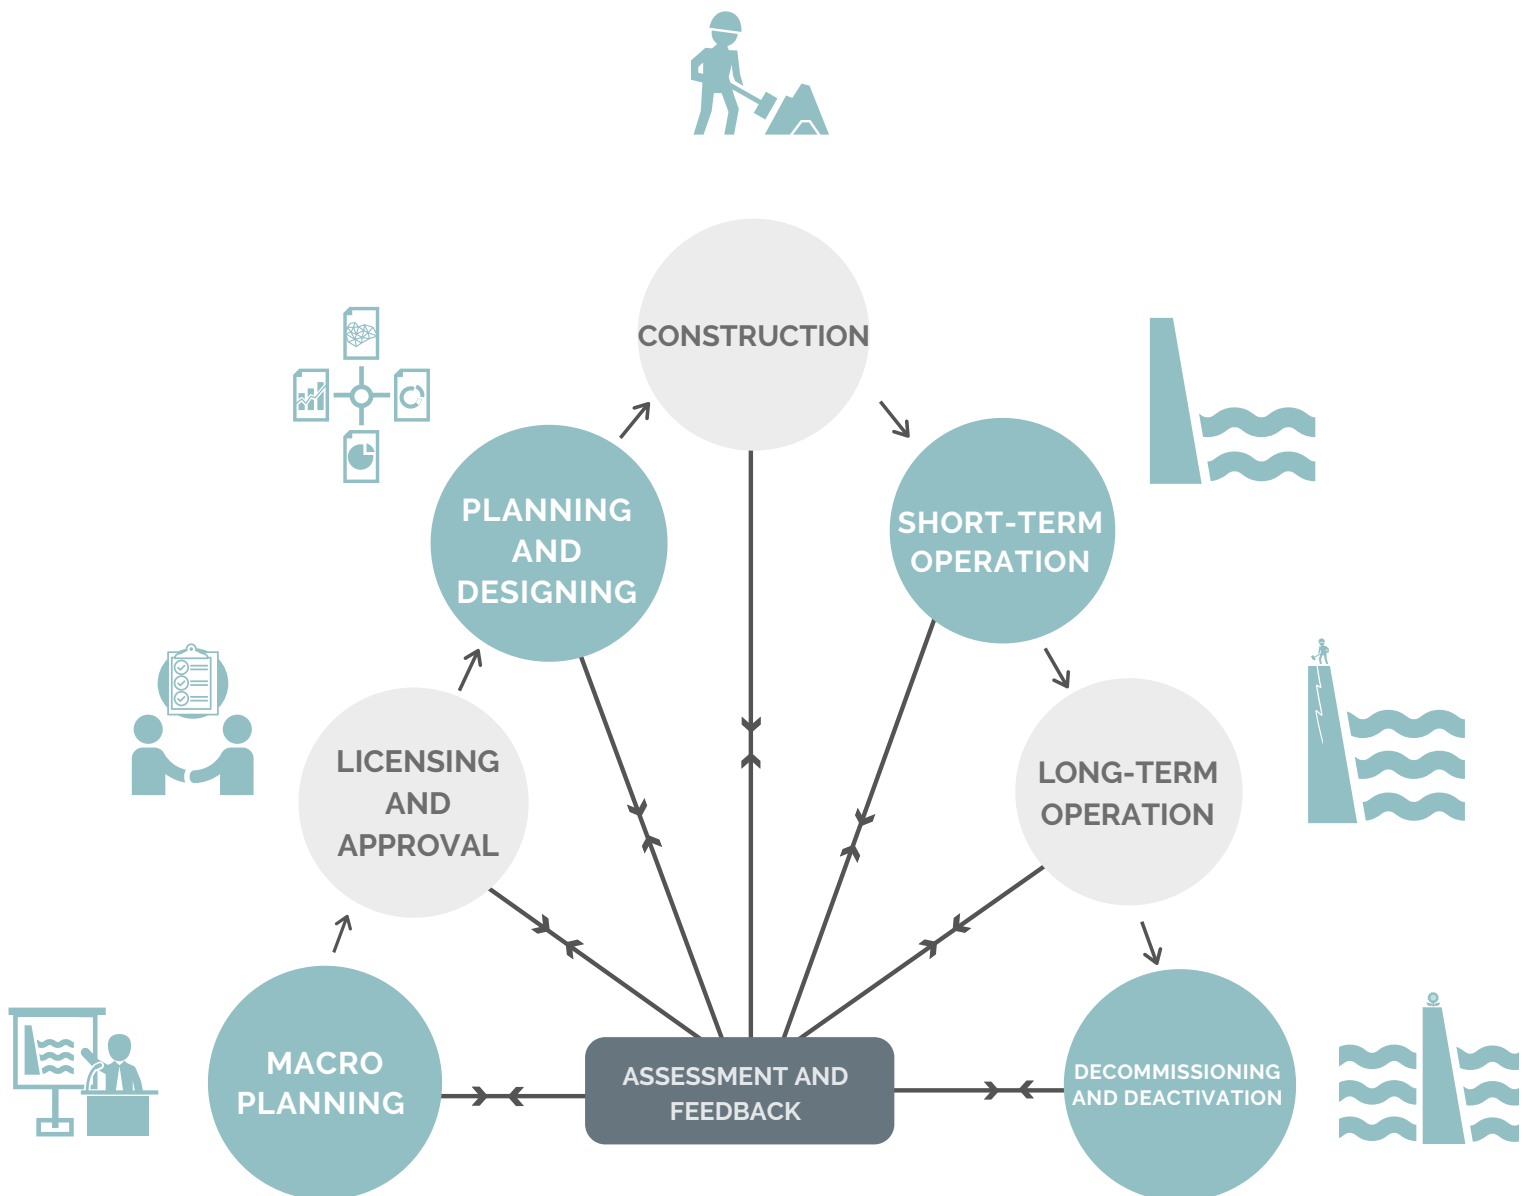 CONSTRUCTION
PLANNING
AND
DESIGNING
SHORT-TERM
OPERATION
LICENSING
AND
APPROVAL
LONG-TERM
OPERATION
MACRO
PLANNING
ASSESSMENT AND
FEEDBACK
DECOMMISSIONING
AND DEACTIVATION